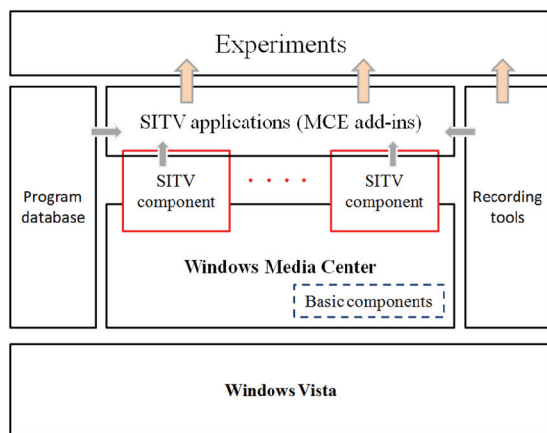 Experiments
SITV applications (MCE add-ins)
Program
database
SITV
component
. . . . .
SITV
component
Recording
tools
Windows Media Center
Basic components
Windows Vista